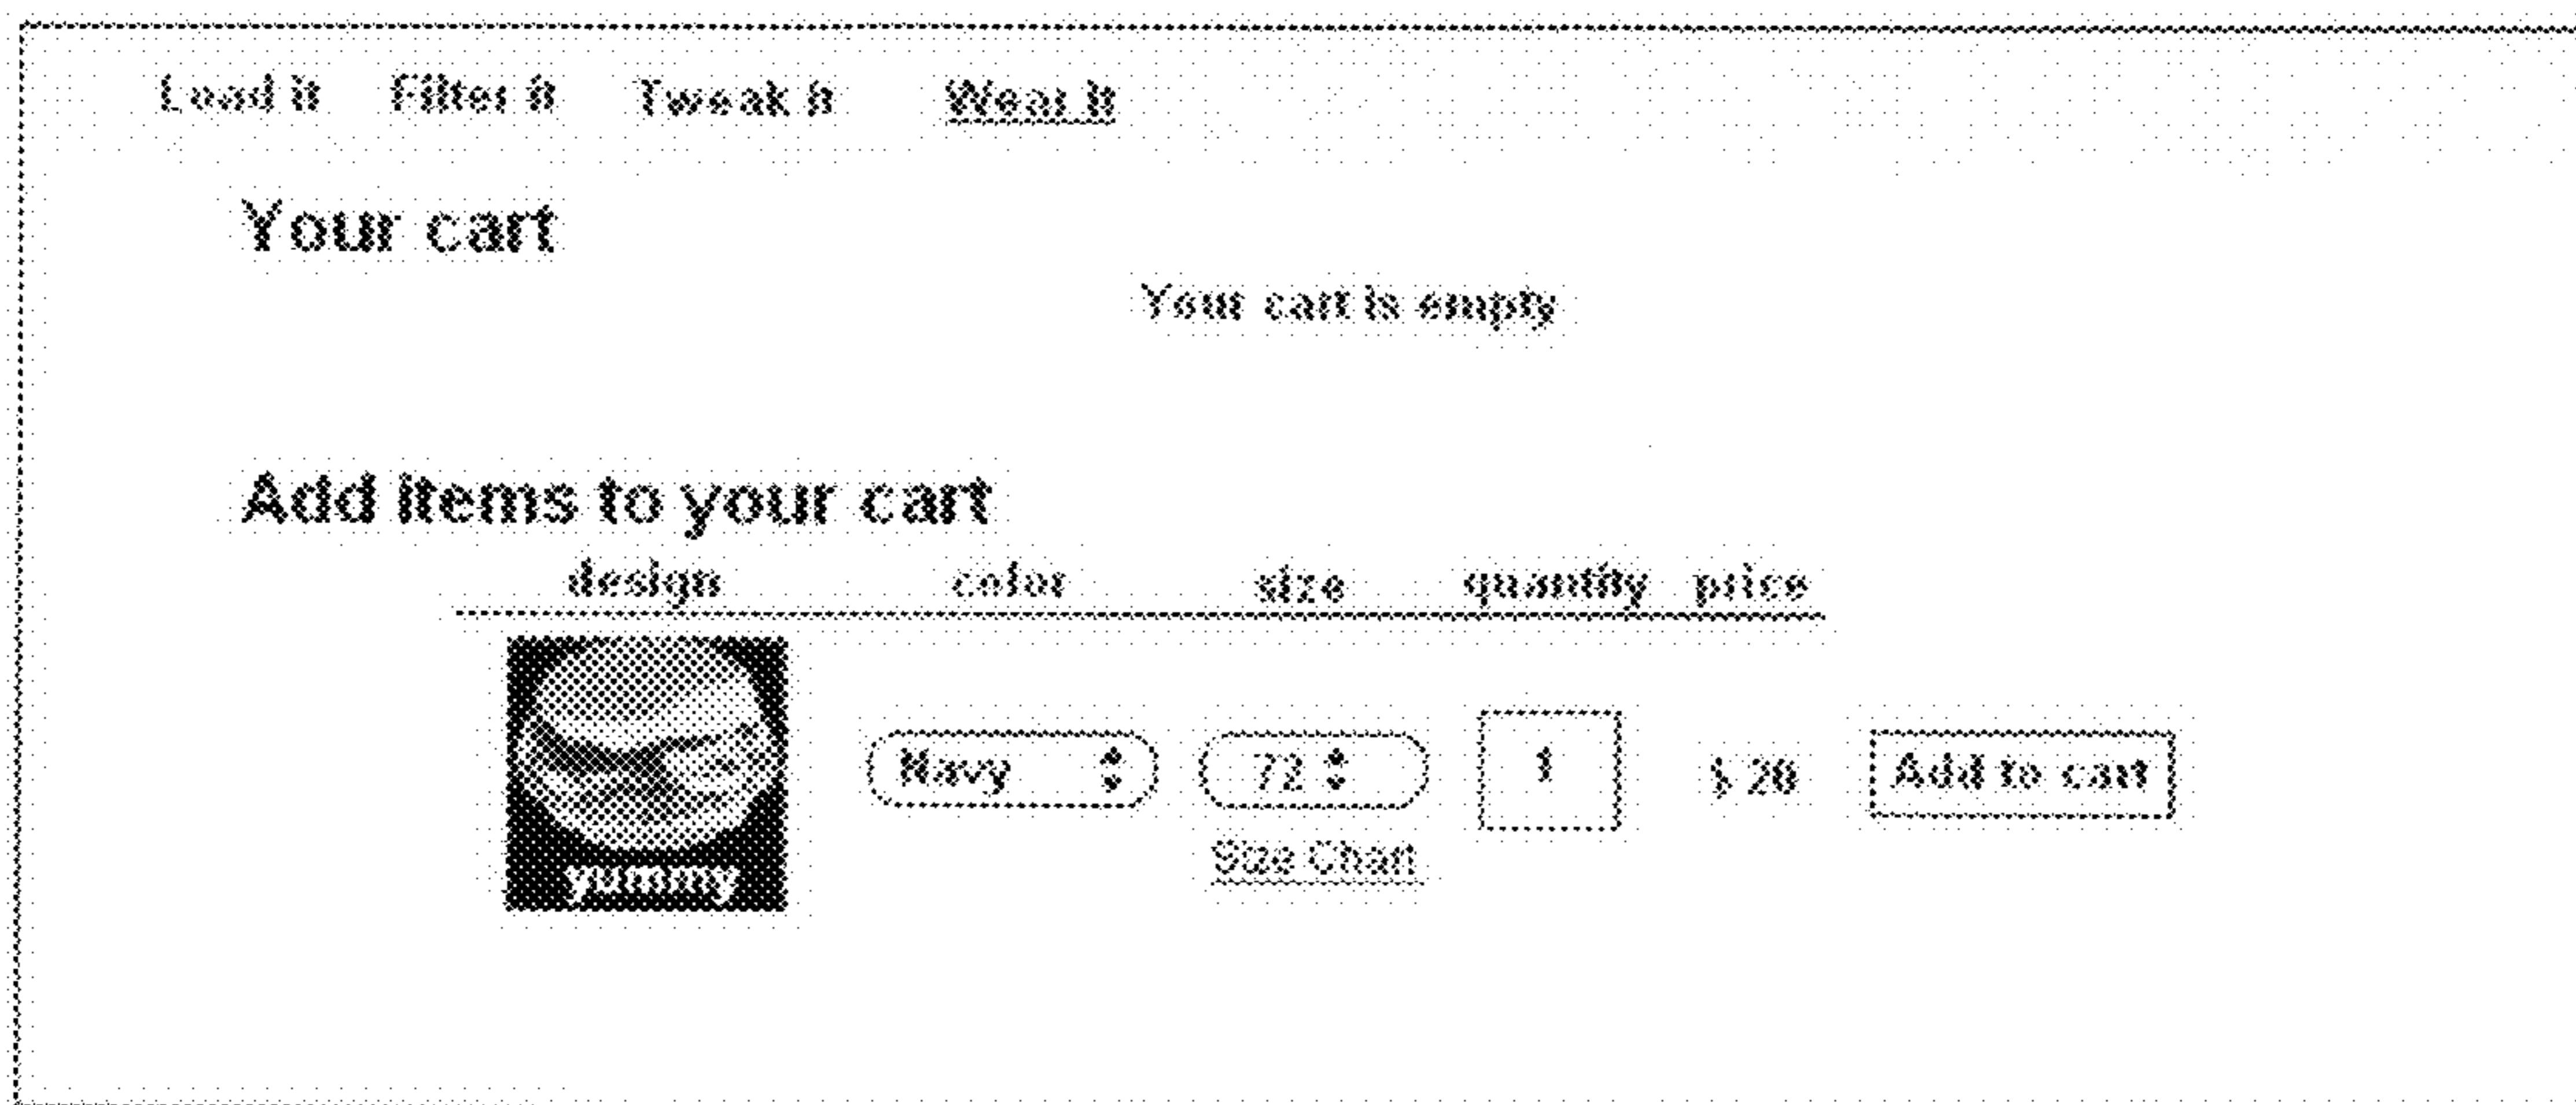 Load it Filter it Tweak it Wear it
Your cart
Your cart is empty
Add items to your cart
design color size quantity price
yummy
Navy 72 1 $ 20 Add to cart
Size Chart